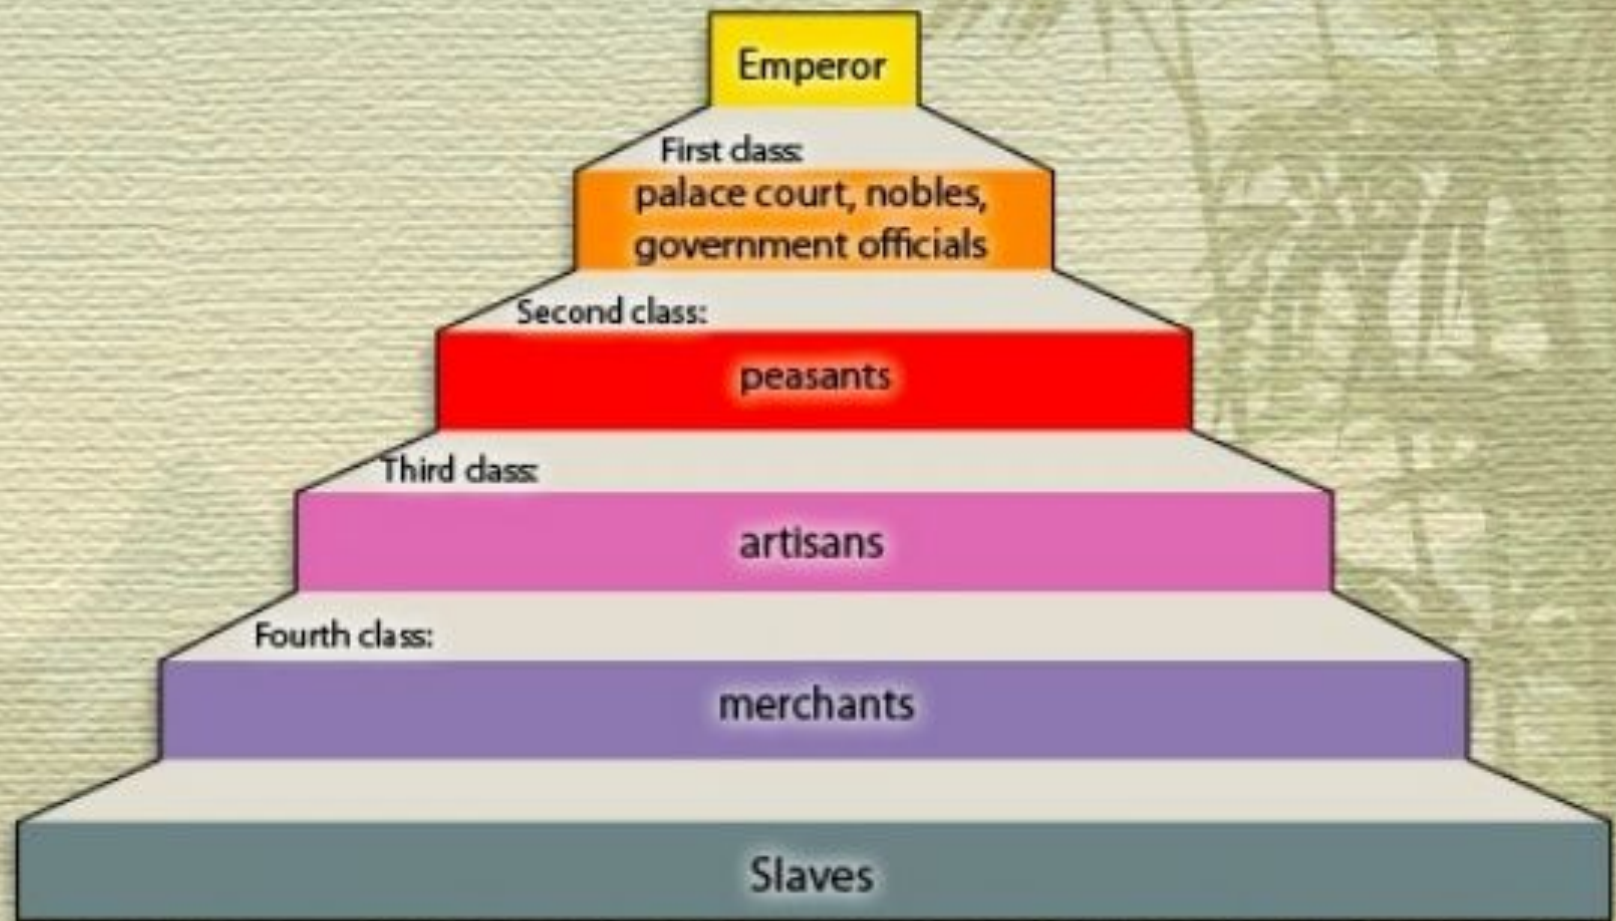 Emperor
First class:
palace court, nobles,
government officials
Second class:
peasants
Third class:
artisans
Fourth class:
merchants
Slaves